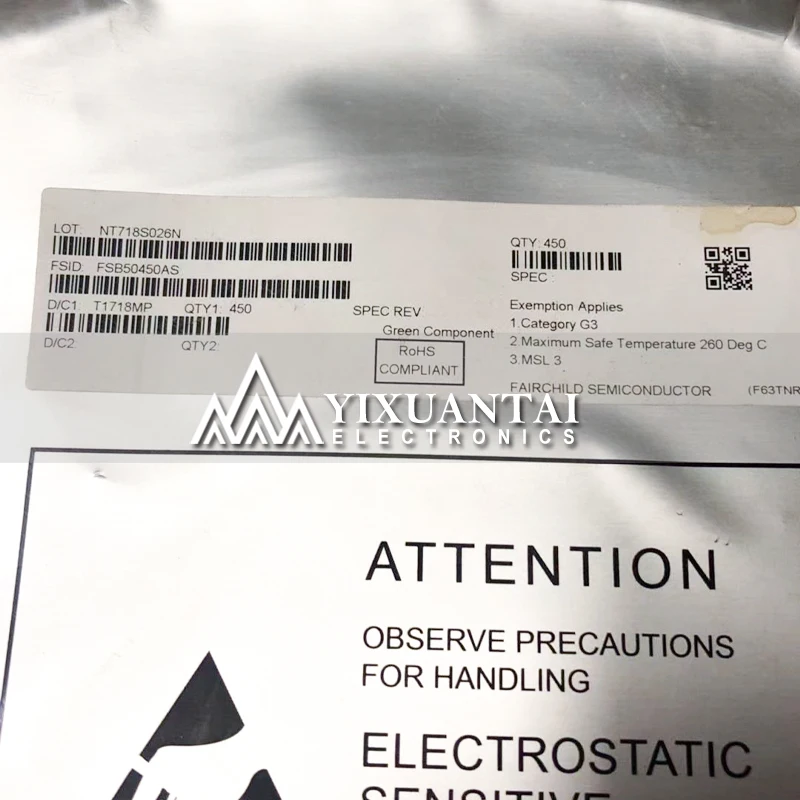 LOT: NT718S026N
FSID: FSB50450AS
D/C1: T1718MP QTY1: 450
D/C2: QTY2:
SPEC REV
Green Component
RoHS
COMPLIANT
QTY: 450
SPEC:
Exemption Applies
1.Category G3
2.Maximum Safe Temperature 260 Deg C
3.MSL 3
FAIRCHILD SEMICONDUCTOR (F63TNR
YIXUANTAI
ELECTRONICS
ATTENTION
OBSERVE PRECAUTIONS
FOR HANDLING
ELECTROSTATIC
SENSITIVE